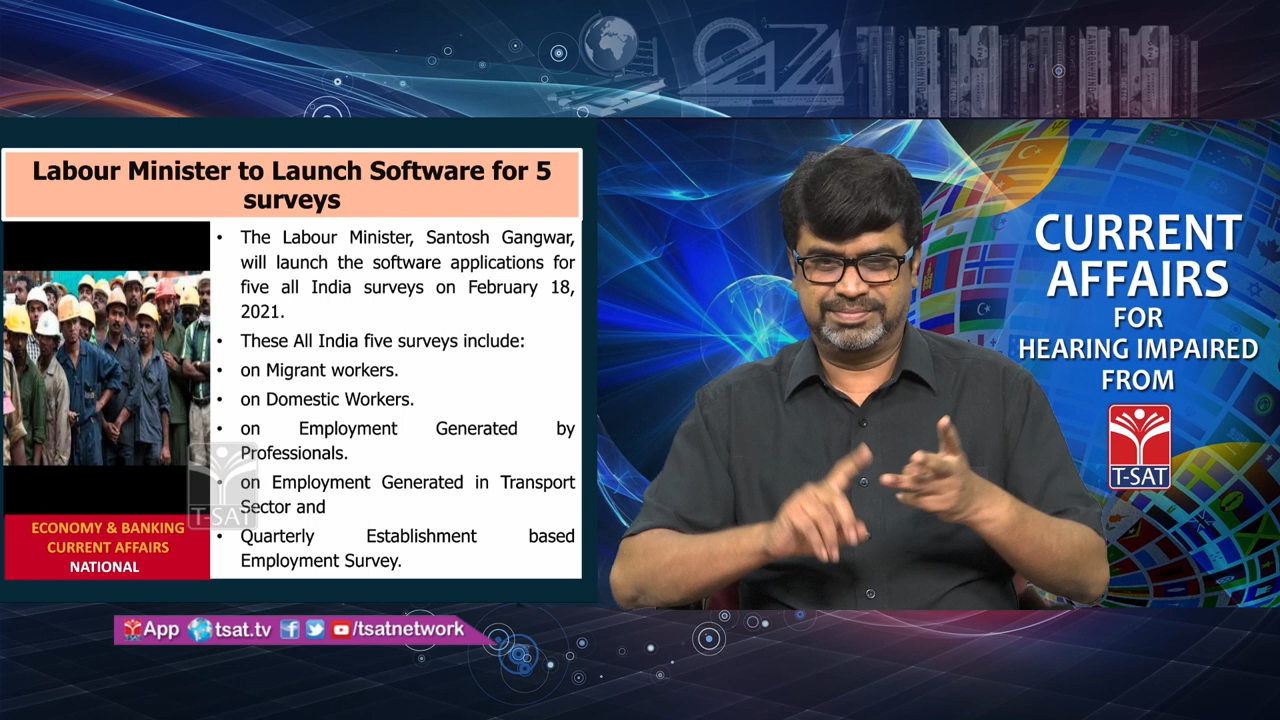 Labour Minister to Launch Software for 5
surveys
• The Labour Minister, Santosh Gangwar,
will launch the software applications for
five all India surveys on February 18,
2021.
• These All India five surveys include:
• on Migrant workers.
• on Domestic Workers.
• on Employment Generated by
Professionals.
• on Employment Generated in Transport
Sector and
• Quarterly Establishment based
Employment Survey.
T-SAT
ECONOMY & BANKING
CURRENT AFFAIRS
NATIONAL
CURRENT
AFFAIRS
FOR
HEARING IMPAIRED
FROM
T-SAT
App tsat.tv /tsatnetwork